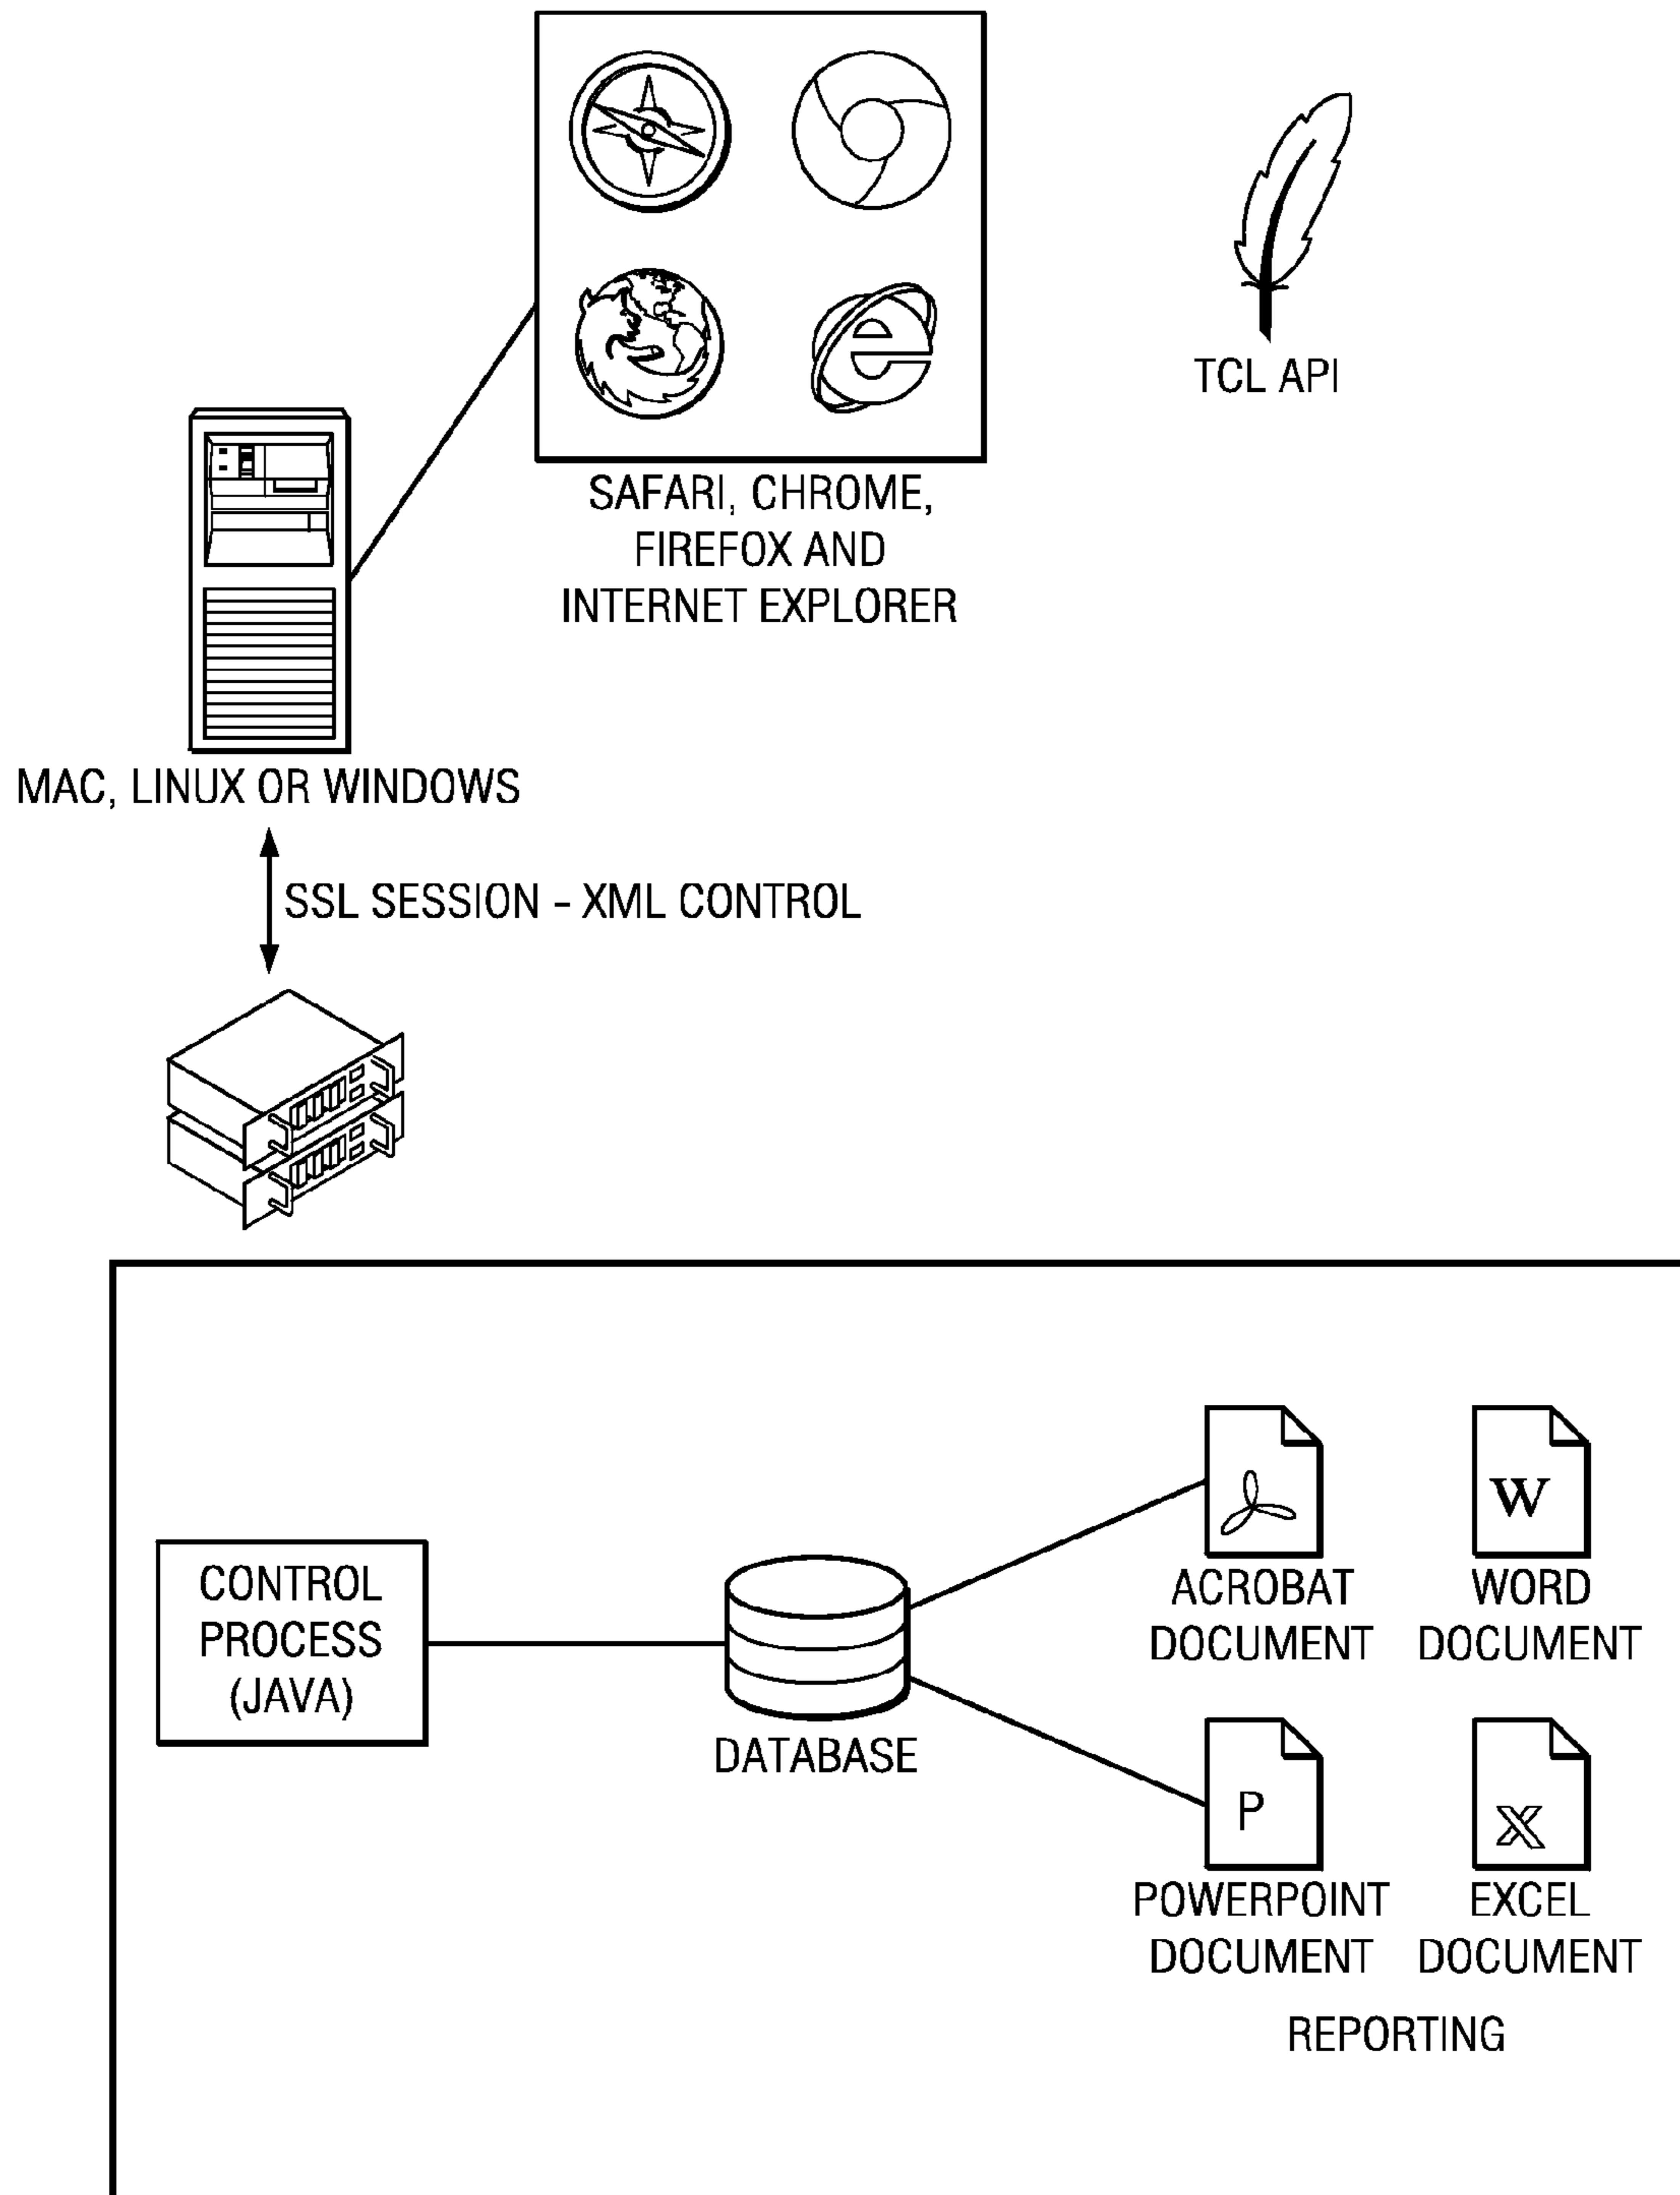 TCL API
SAFARI, CHROME,
FIREFOX AND
INTERNET EXPLORER
MAC, LINUX OR WINDOWS
SSL SESSION - XML CONTROL
CONTROL
PROCESS
(JAVA)
DATABASE
W
ACROBAT
DOCUMENT
WORD
DOCUMENT
P
X
POWERPOINT
DOCUMENT
EXCEL
DOCUMENT
REPORTING